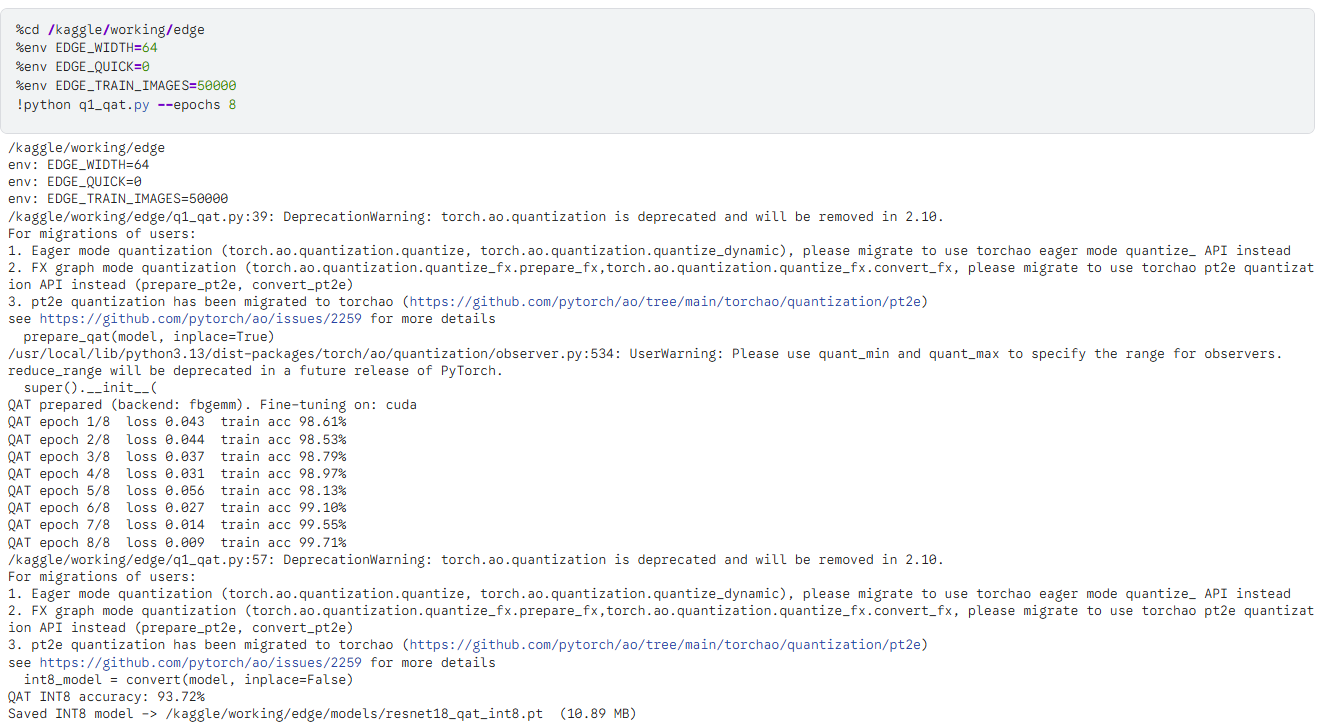 %cd /kaggle/working/edge
%env EDGE_WIDTH=64
%env EDGE_QUICK=0
%env EDGE_TRAIN_IMAGES=50000
!python q1_qat.py --epochs 8
/kaggle/working/edge
env: EDGE_WIDTH=64
env: EDGE_QUICK=0
env: EDGE_TRAIN_IMAGES=50000
/kaggle/working/edge/q1_qat.py:39: DeprecationWarning: torch.ao.quantization is deprecated and will be removed in 2.10.
For migrations of users:
1. Eager mode quantization (torch.ao.quantization.quantize, torch.ao.quantization.quantize_dynamic), please migrate to use torchao eager mode quantize_ API instead
2. FX graph mode quantization (torch.ao.quantization.quantize_fx.prepare_fx,torch.ao.quantization.quantize_fx.convert_fx, please migrate to use torchao pt2e quantizat
ion API instead (prepare_pt2e, convert_pt2e)
3. pt2e quantization has been migrated to torchao (https://github.com/pytorch/ao/tree/main/torchao/quantization/pt2e)
see https://github.com/pytorch/ao/issues/2259 for more details
  prepare_qat(model, inplace=True)
/usr/local/lib/python3.13/dist-packages/torch/ao/quantization/observer.py:534: UserWarning: Please use quant_min and quant_max to specify the range for observers.
reduce_range will be deprecated in a future release of PyTorch.
  super().__init__(
QAT prepared (backend: fbgemm). Fine-tuning on: cuda
QAT epoch 1/8  loss 0.043  train acc 98.61%
QAT epoch 2/8  loss 0.044  train acc 98.53%
QAT epoch 3/8  loss 0.037  train acc 98.79%
QAT epoch 4/8  loss 0.031  train acc 98.97%
QAT epoch 5/8  loss 0.056  train acc 98.13%
QAT epoch 6/8  loss 0.027  train acc 99.10%
QAT epoch 7/8  loss 0.014  train acc 99.55%
QAT epoch 8/8  loss 0.009  train acc 99.71%
/kaggle/working/edge/q1_qat.py:57: DeprecationWarning: torch.ao.quantization is deprecated and will be removed in 2.10.
For migrations of users:
1. Eager mode quantization (torch.ao.quantization.quantize, torch.ao.quantization.quantize_dynamic), please migrate to use torchao eager mode quantize_ API instead
2. FX graph mode quantization (torch.ao.quantization.quantize_fx.prepare_fx,torch.ao.quantization.quantize_fx.convert_fx, please migrate to use torchao pt2e quantizat
ion API instead (prepare_pt2e, convert_pt2e)
3. pt2e quantization has been migrated to torchao (https://github.com/pytorch/ao/tree/main/torchao/quantization/pt2e)
see https://github.com/pytorch/ao/issues/2259 for more details
  int8_model = convert(model, inplace=False)
QAT INT8 accuracy: 93.72%
Saved INT8 model -> /kaggle/working/edge/models/resnet18_qat_int8.pt  (10.89 MB)